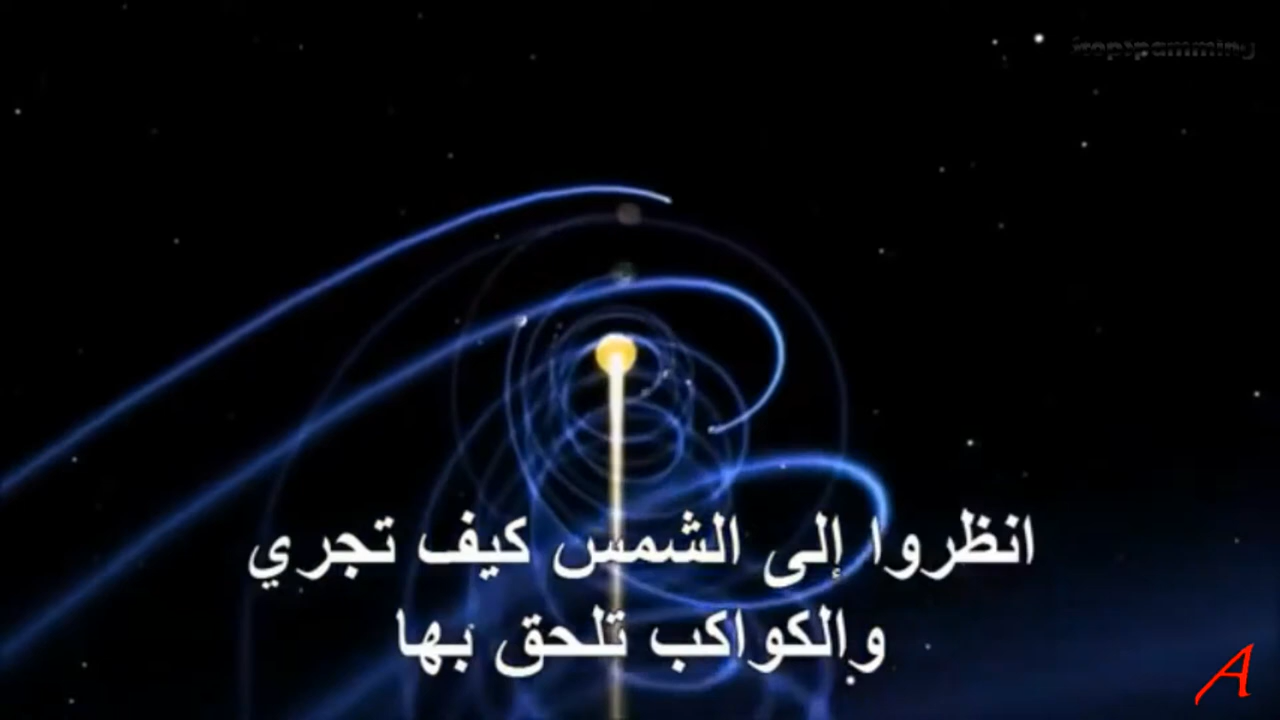 انظروا إلى الشمس كيف تجري
والكواكب تلحق بها
A